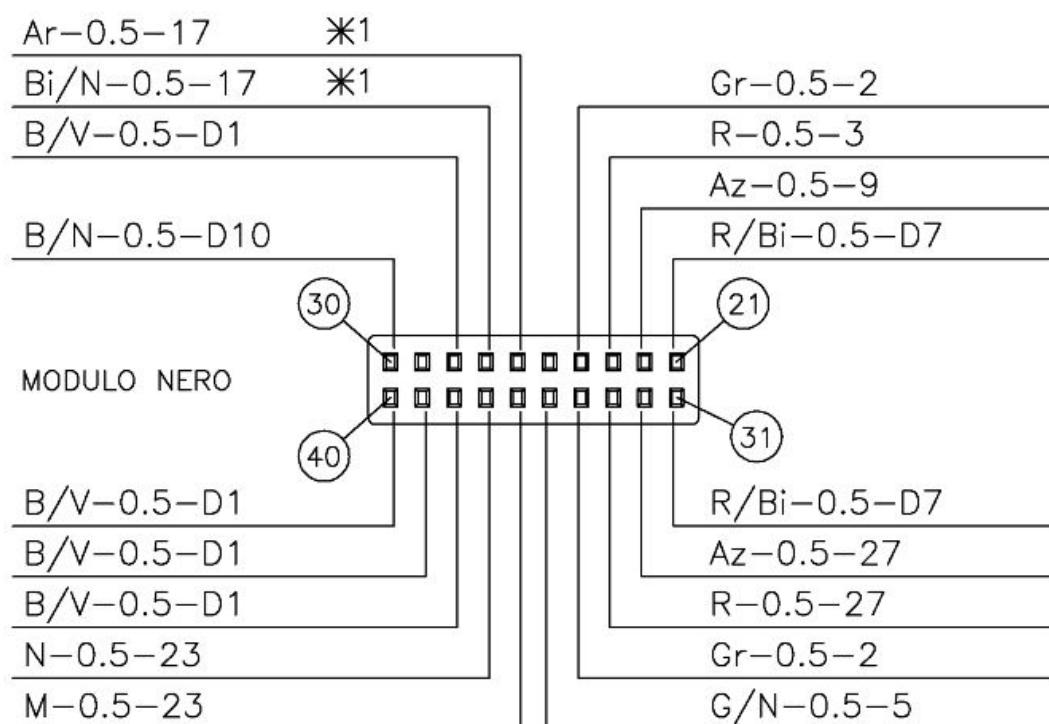 Ar-0.5-17 ⁎1
Bi/N-0.5-17 ⁎1
B/V-0.5-D1
B/N-0.5-D10
Gr-0.5-2
R-0.5-3
Az-0.5-9
R/Bi-0.5-D7
30
21
MODULO NERO
40
31
B/V-0.5-D1
B/V-0.5-D1
B/V-0.5-D1
N-0.5-23
M-0.5-23
R/Bi-0.5-D7
Az-0.5-27
R-0.5-27
Gr-0.5-2
G/N-0.5-5